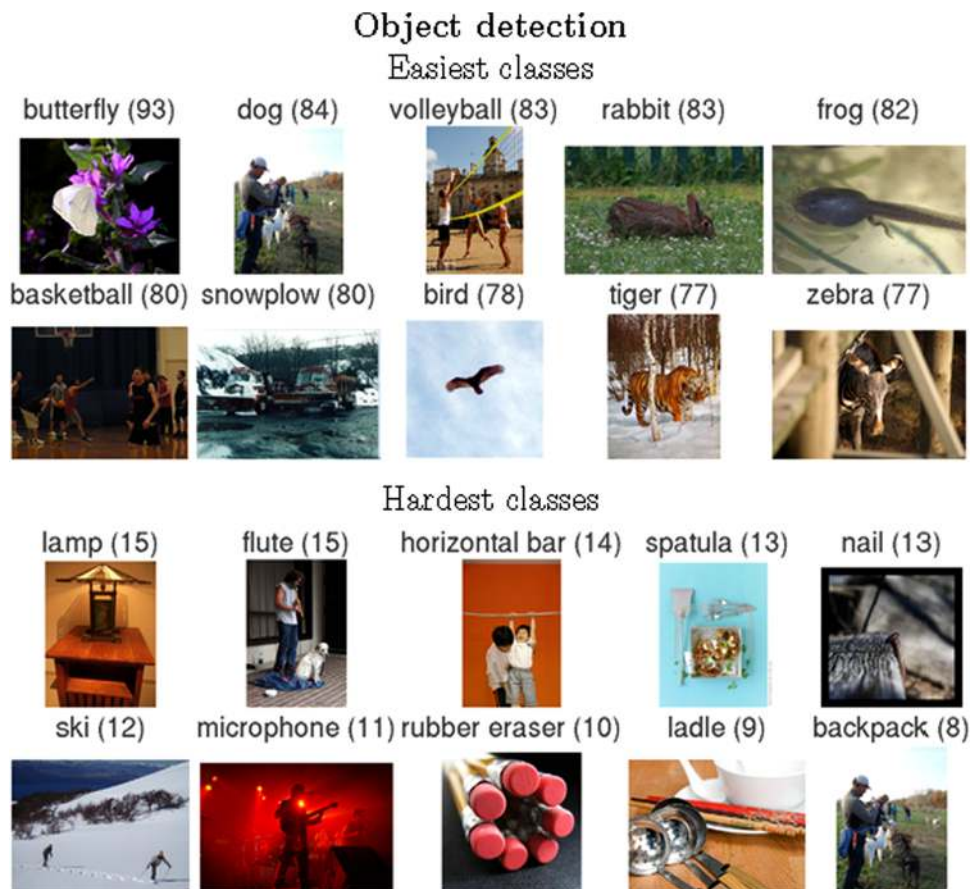 Object detection
Easiest classes
butterfly (93) dog (84) volleyball (83) rabbit (83) frog (82)
basketball (80) snowplow (80) bird (78) tiger (77) zebra (77)
Hardest classes
lamp (15) flute (15) horizontal bar (14) spatula (13) nail (13)
ski (12) microphone (11) rubber eraser (10) ladle (9) backpack (8)